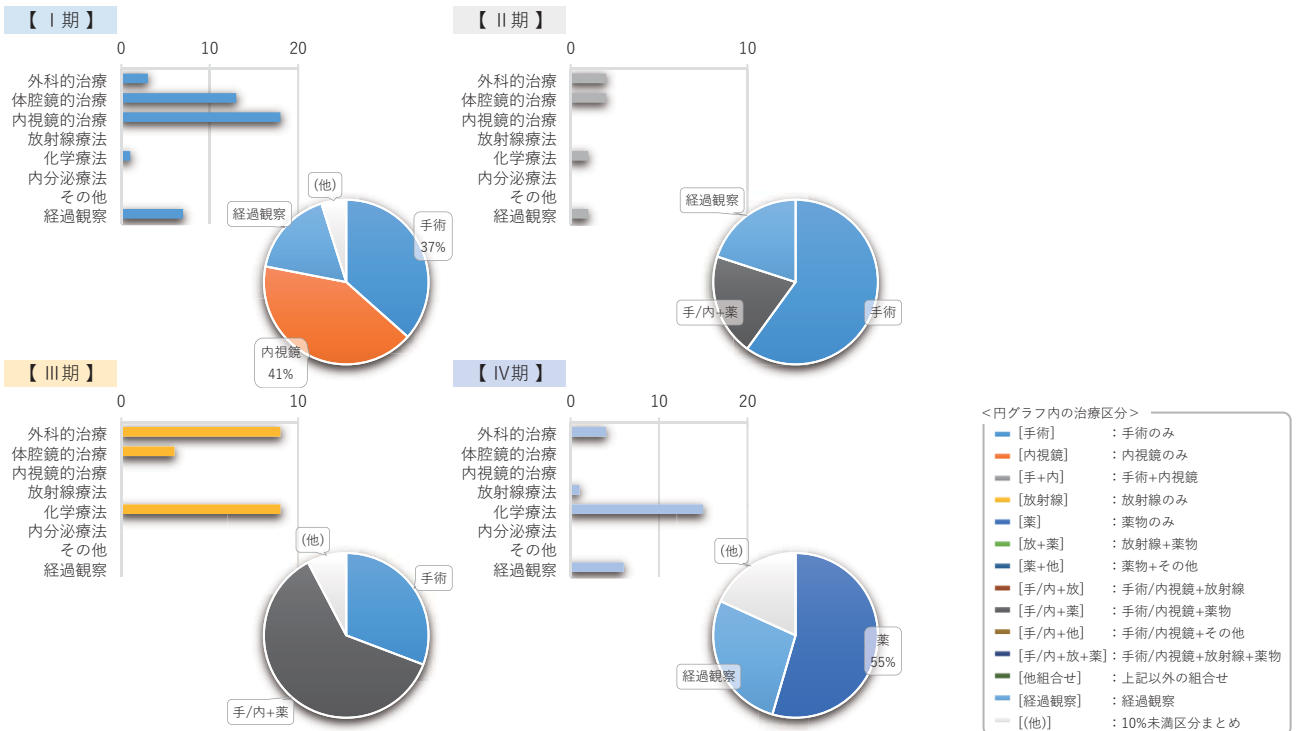 【 Ⅰ期 】
0 10 20
外科的治療
体腔鏡的治療
内視鏡的治療
放射線療法
化学療法
内分泌療法
その他
経過観察
(他)
経過観察
手術
37%
内視鏡
41%
【 Ⅱ期 】
0 10
外科的治療
体腔鏡的治療
内視鏡的治療
放射線療法
化学療法
内分泌療法
その他
経過観察
経過観察
手/内+薬
手術
【 Ⅲ期 】
0 10
外科的治療
体腔鏡的治療
内視鏡的治療
放射線療法
化学療法
内分泌療法
その他
経過観察
(他)
手術
手/内+薬
【 Ⅳ期 】
0 10 20
外科的治療
体腔鏡的治療
内視鏡的治療
放射線療法
化学療法
内分泌療法
その他
経過観察
(他)
薬
55%
経過観察
<円グラフ内の治療区分>
[手術] ：手術のみ
[内視鏡] ：内視鏡のみ
[手+内] ：手術+内視鏡
[放射線] ：放射線のみ
[薬] ：薬物のみ
[放+薬] ：放射線+薬物
[薬+他] ：薬物+その他
[手/内+放] ：手術/内視鏡+放射線
[手/内+薬] ：手術/内視鏡+薬物
[手/内+他] ：手術/内視鏡+その他
[手/内+放+薬]：手術/内視鏡+放射線+薬物
[他組合せ] ：上記以外の組合せ
[経過観察] ：経過観察
[(他)] ：10%未満区分まとめ